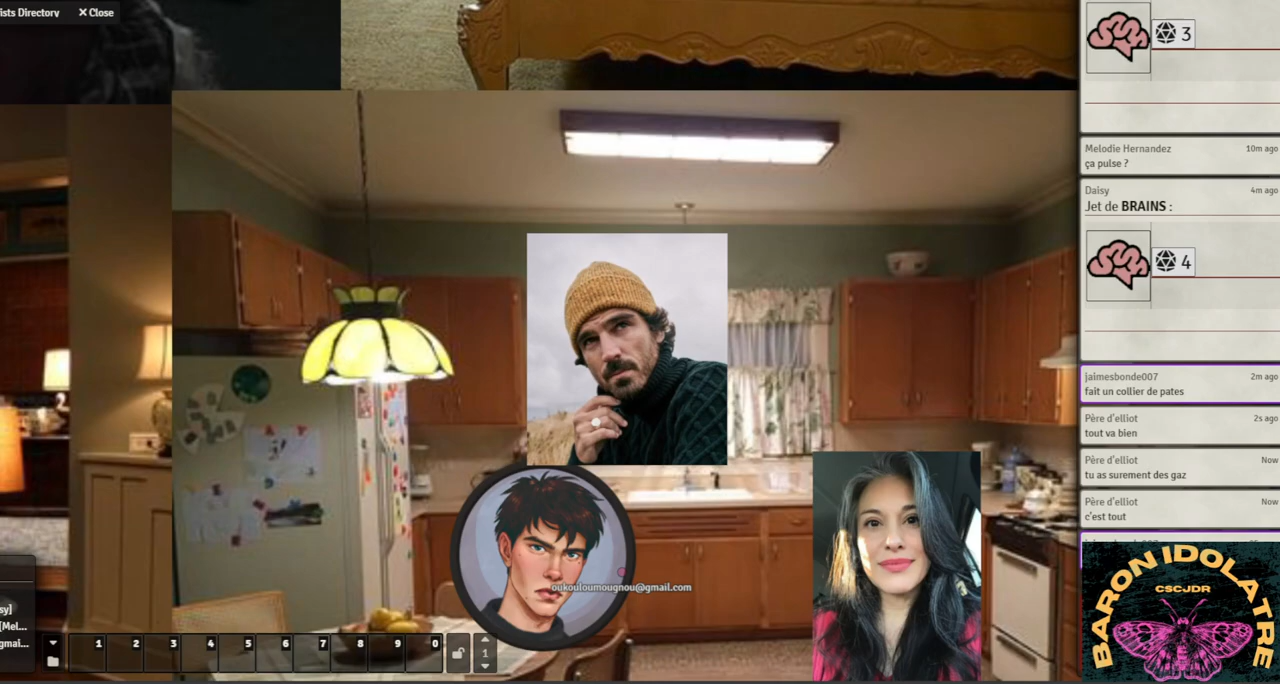 ists Directory
Close
3
Melodie Hernandez
10m ago
ça pulse ?
Daisy
4m ago
Jet de BRAINS :
4
jaimesbonde007
2m ago
fait un collier de pates
Père d'elliot
2s ago
tout va bien
Père d'elliot
Now
tu as surement des gaz
Père d'elliot
Now
c'est tout
oukouloumougnou@gmail.com
sy]
[Mel...
gmai...
1 2 3 4 5 6 7 8 9 0
1
BARON IDOLATRE
CSCJDR